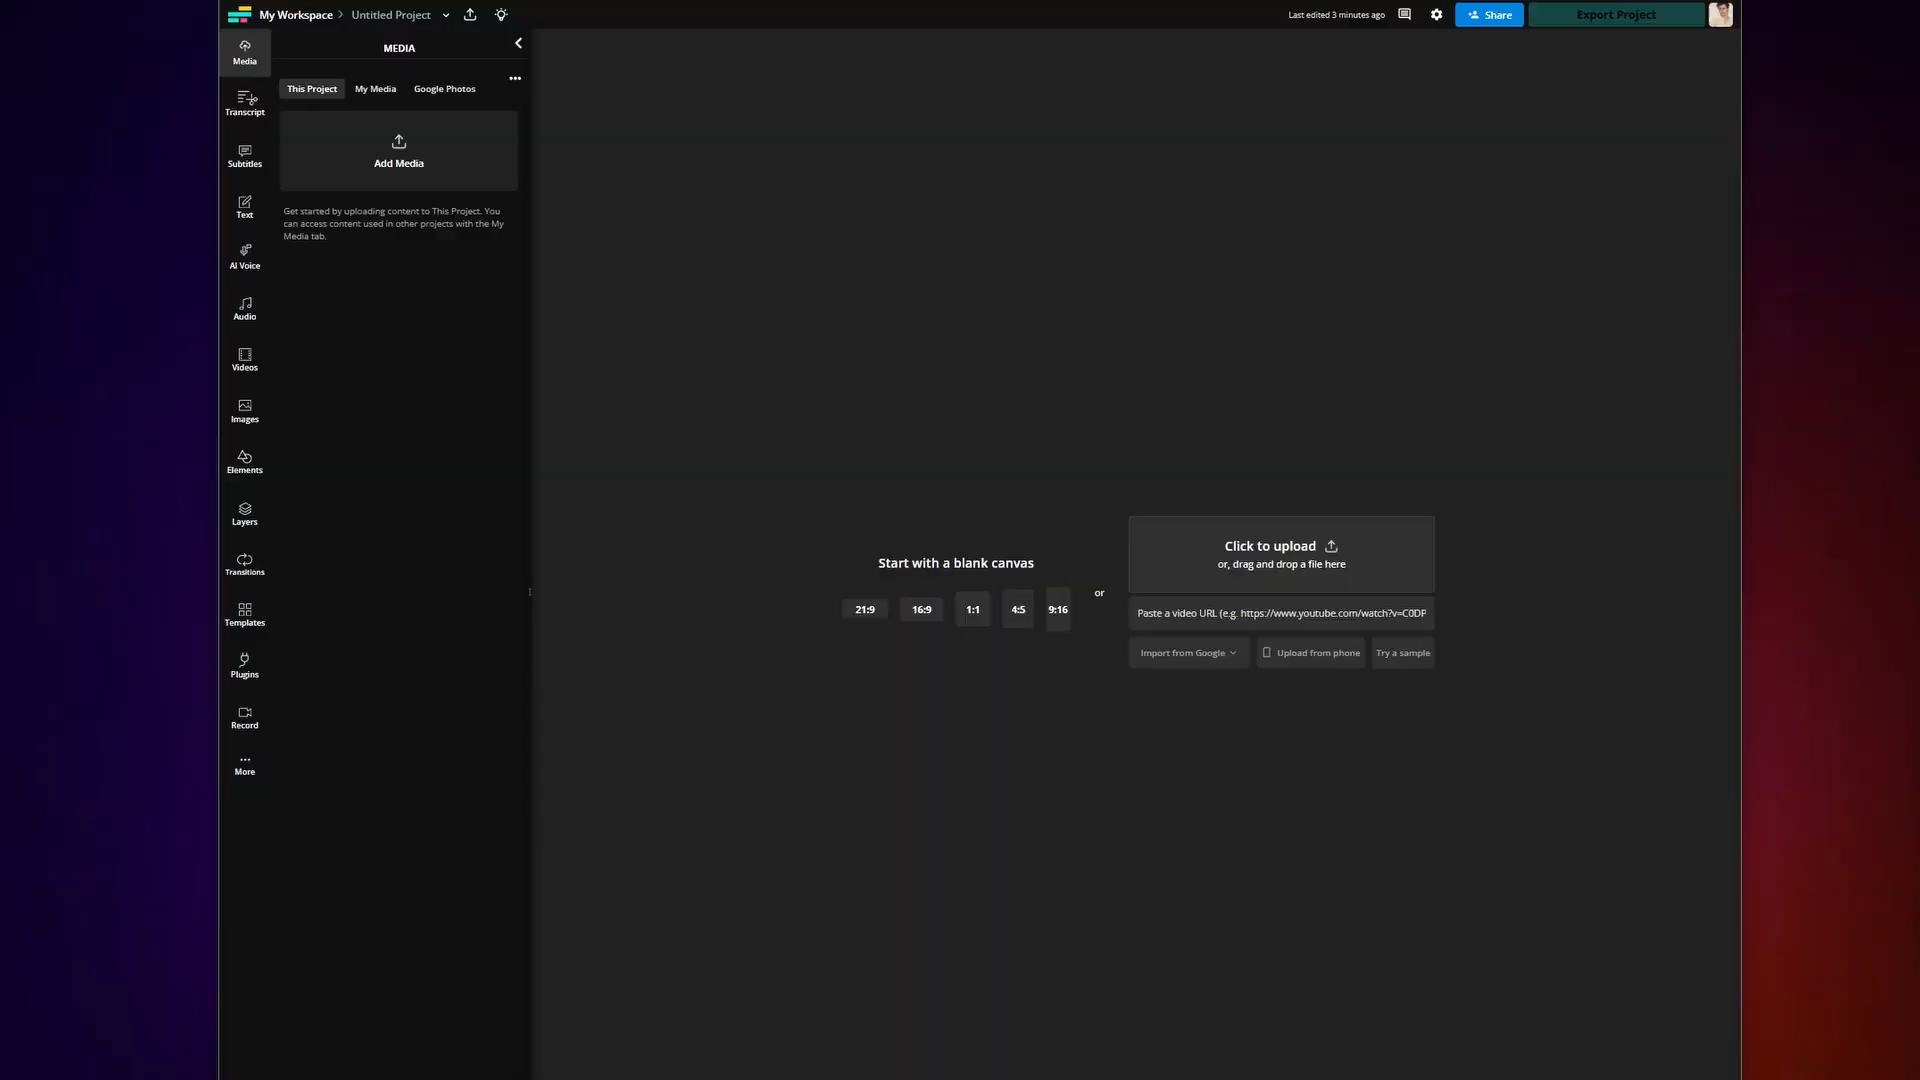 My Workspace
Untitled Project
Last edited 3 minutes ago
Share
Export Project
Media
Transcript
Subtitles
Text
AI Voice
Audio
Videos
Images
Elements
Layers
Transitions
Templates
Plugins
Record
More
MEDIA
This Project
My Media
Google Photos
Add Media
Get started by uploading content to This Project. You
can access content used in other projects with the My
Media tab.
Start with a blank canvas
21:9
16:9
1:1
4:5
9:16
or
Click to upload
or, drag and drop a file here
Paste a video URL (e.g. https://www.youtube.com/watch?v=C0DP
Import from Google
Upload from phone
Try a sample